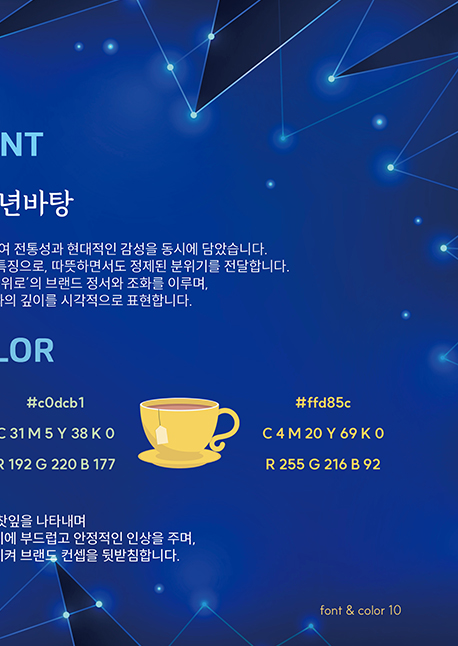 NT
년바탕
여 전통성과 현대적인 감성을 동시에 담았습니다.
특징으로, 따뜻하면서도 정제된 분위기를 전달합니다.
위로'의 브랜드 정서와 조화를 이루며,
의 깊이를 시각적으로 표현합니다.
LOR
#c0dcb1
#ffd85c
C 31 M 5 Y 38 K 0
C 4 M 20 Y 69 K 0
R 192 G 220 B 177
R 255 G 216 B 92
찻잎을 나타내며
에 부드럽고 안정적인 인상을 주며,
켜 브랜드 컨셉을 뒷받침합니다.
font & color 10